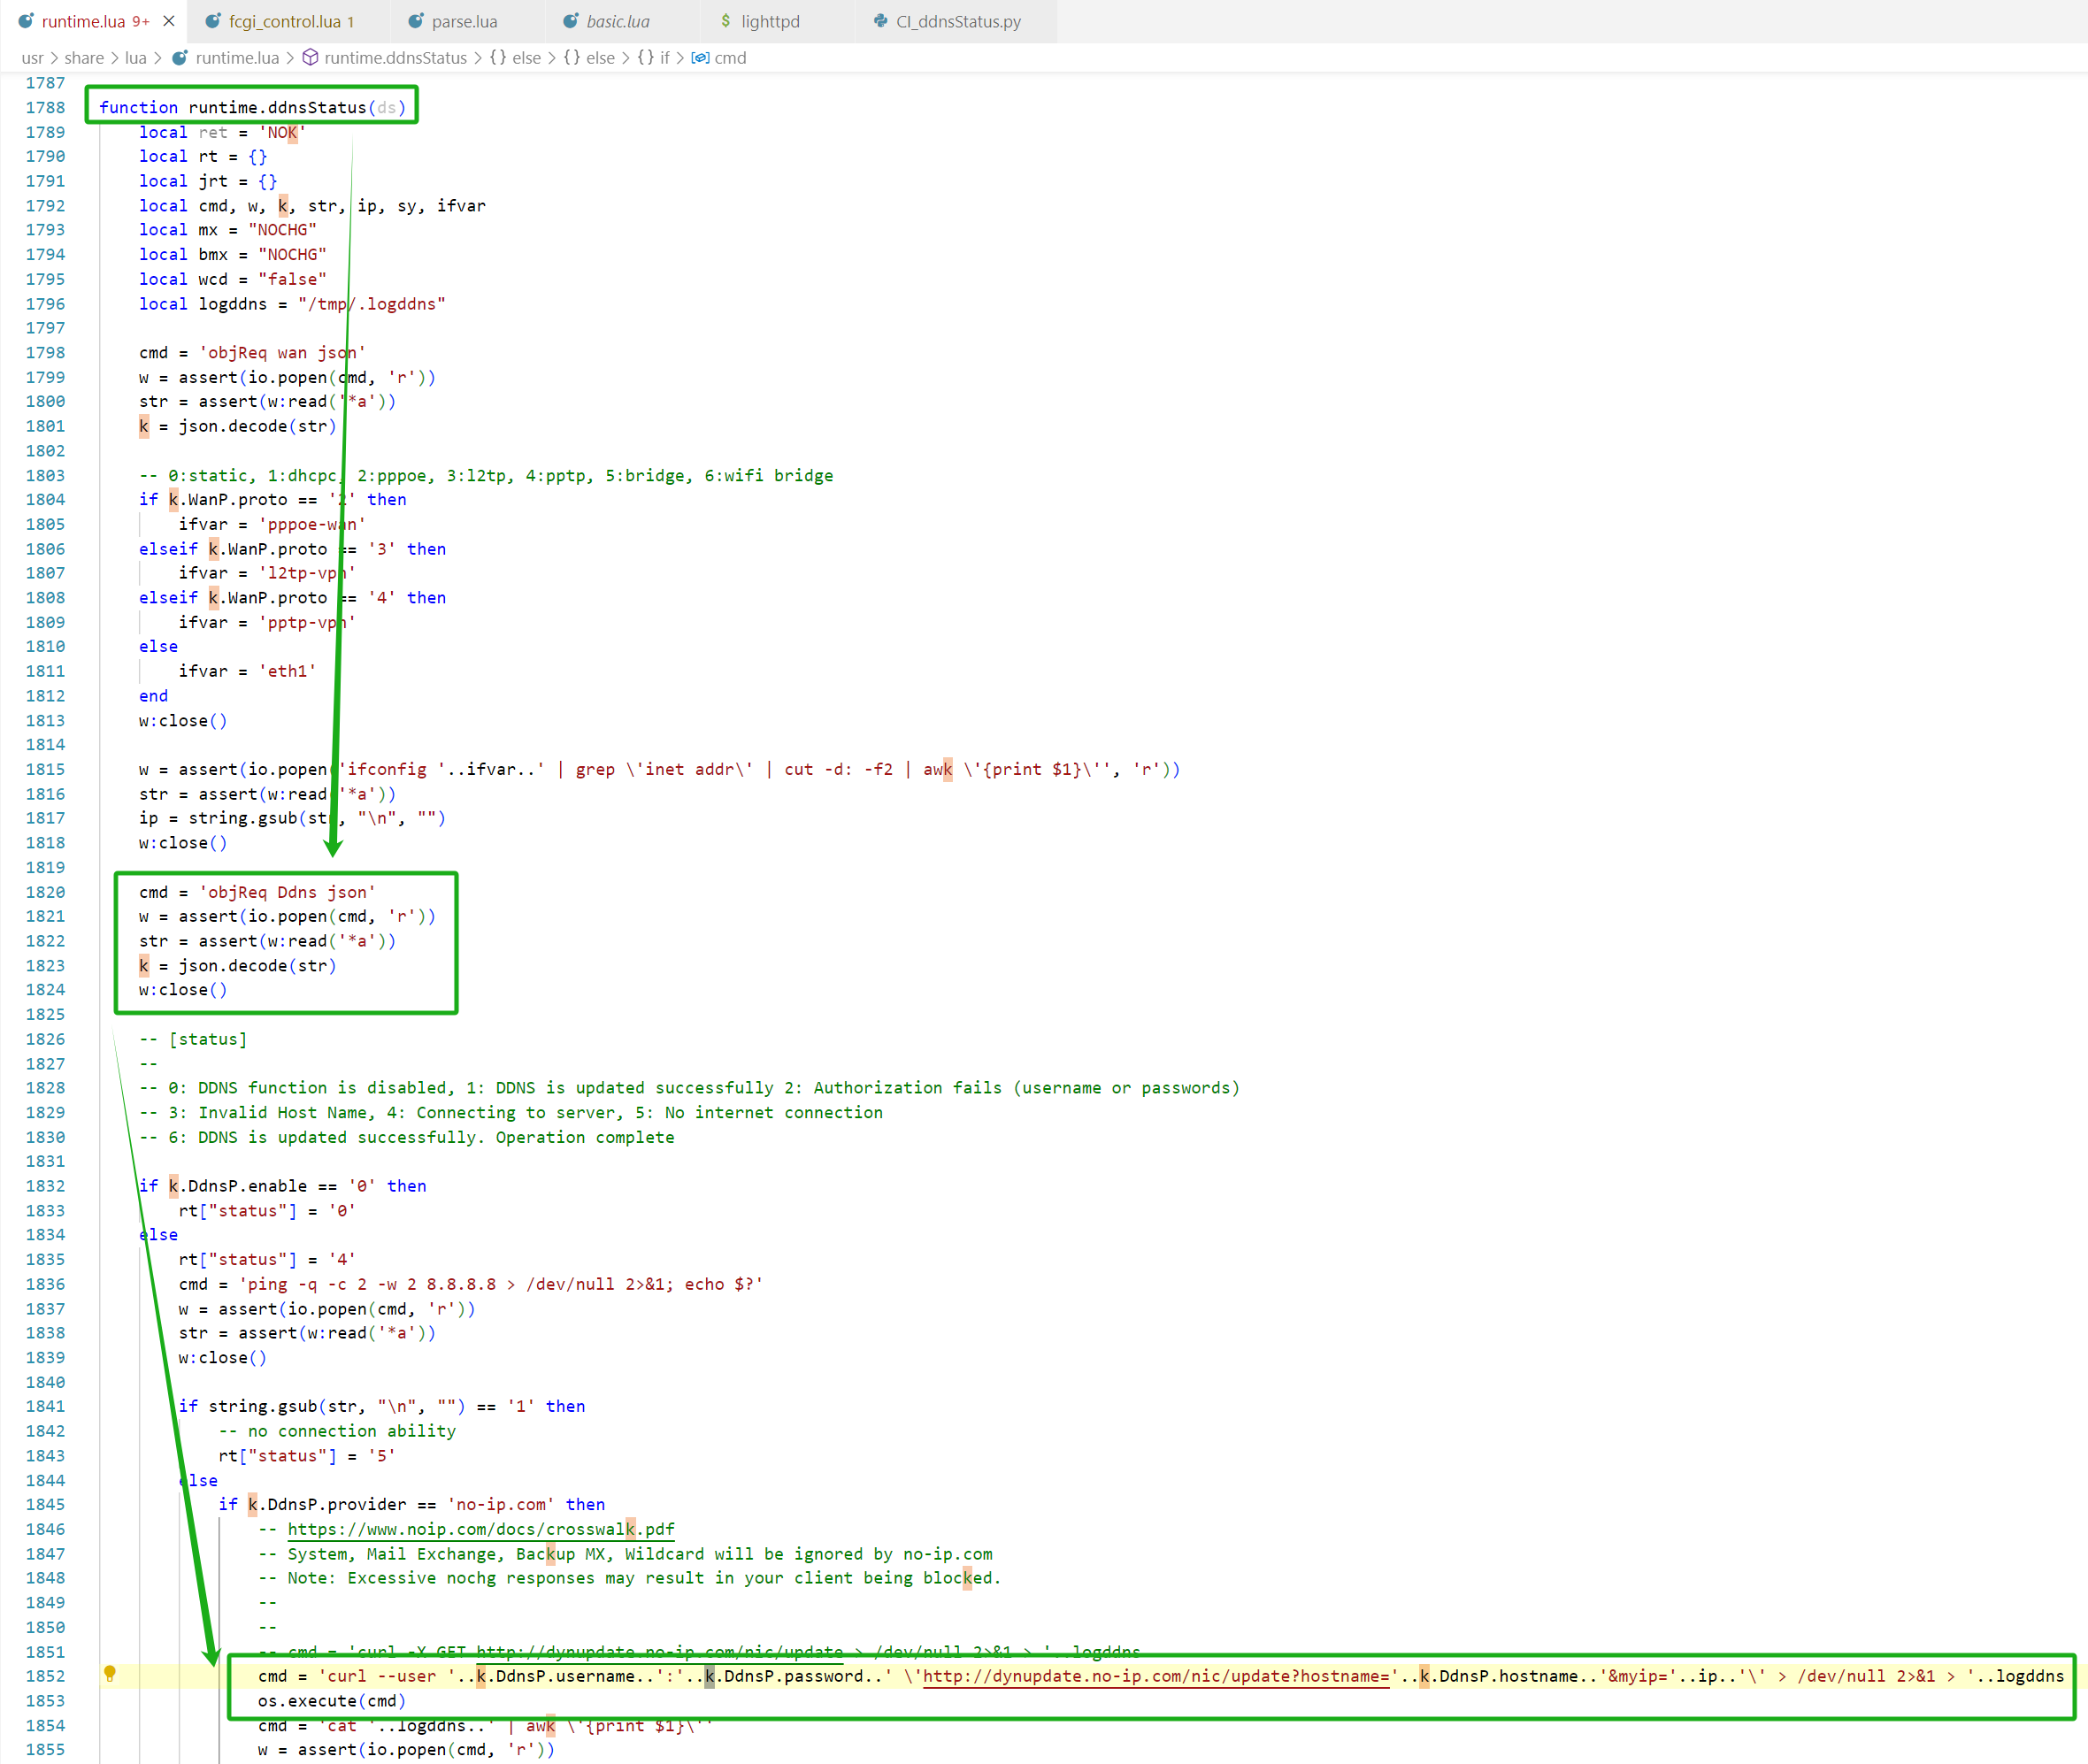 runtime.lua 9+ × fcgi_control.lua 1 parse.lua basic.lua $ lighttpd CI_ddnsStatus.py
usr > share > lua > runtime.lua > runtime.ddnsStatus > {} else > {} else > {} if > cmd
1787
1788 function runtime.ddnsStatus(ds)
1789     local ret = 'NOK'
1790     local rt = {}
1791     local jrt = {}
1792     local cmd, w, k, str, ip, sy, ifvar
1793     local mx = "NOCHG"
1794     local bmx = "NOCHG"
1795     local wcd = "false"
1796     local logddns = "/tmp/.logddns"
1797
1798     cmd = 'objReq wan json'
1799     w = assert(io.popen(cmd, 'r'))
1800     str = assert(w:read('*a'))
1801     k = json.decode(str)
1802
1803     -- 0:static, 1:dhcpc, 2:pppoe, 3:l2tp, 4:pptp, 5:bridge, 6:wifi bridge
1804     if k.WanP.proto == '2' then
1805         ifvar = 'pppoe-wan'
1806     elseif k.WanP.proto == '3' then
1807         ifvar = 'l2tp-vpn'
1808     elseif k.WanP.proto == '4' then
1809         ifvar = 'pptp-vpn'
1810     else
1811         ifvar = 'eth1'
1812     end
1813     w:close()
1814
1815     w = assert(io.popen('ifconfig '..ifvar..' | grep \'inet addr\' | cut -d: -f2 | awk \'{print $1}\'', 'r'))
1816     str = assert(w:read('*a'))
1817     ip = string.gsub(str, "\n", "")
1818     w:close()
1819
1820     cmd = 'objReq Ddns json'
1821     w = assert(io.popen(cmd, 'r'))
1822     str = assert(w:read('*a'))
1823     k = json.decode(str)
1824     w:close()
1825
1826     -- [status]
1827     --
1828     -- 0: DDNS function is disabled, 1: DDNS is updated successfully 2: Authorization fails (username or passwords)
1829     -- 3: Invalid Host Name, 4: Connecting to server, 5: No internet connection
1830     -- 6: DDNS is updated successfully. Operation complete
1831
1832     if k.DdnsP.enable == '0' then
1833         rt["status"] = '0'
1834     else
1835         rt["status"] = '4'
1836         cmd = 'ping -q -c 2 -w 2 8.8.8.8 > /dev/null 2>&1; echo $?'
1837         w = assert(io.popen(cmd, 'r'))
1838         str = assert(w:read('*a'))
1839         w:close()
1840
1841         if string.gsub(str, "\n", "") == '1' then
1842             -- no connection ability
1843             rt["status"] = '5'
1844         else
1845             if k.DdnsP.provider == 'no-ip.com' then
1846                 -- https://www.noip.com/docs/crosswalk.pdf
1847                 -- System, Mail Exchange, Backup MX, Wildcard will be ignored by no-ip.com
1848                 -- Note: Excessive nochg responses may result in your client being blocked.
1849                 --
1850                 --
1851                 -- cmd = 'curl -X GET http://dynupdate.no-ip.com/nic/update > /dev/null 2>&1 > '..logddns
1852                 cmd = 'curl --user '..k.DdnsP.username..':'..k.DdnsP.password..' \'http://dynupdate.no-ip.com/nic/update?hostname='..k.DdnsP.hostname..'&myip='..ip..'\' > /dev/null 2>&1 > '..logddns
1853                 os.execute(cmd)
1854                 cmd = 'cat '..logddns..' | awk \'{print $1}\''
1855                 w = assert(io.popen(cmd, 'r'))